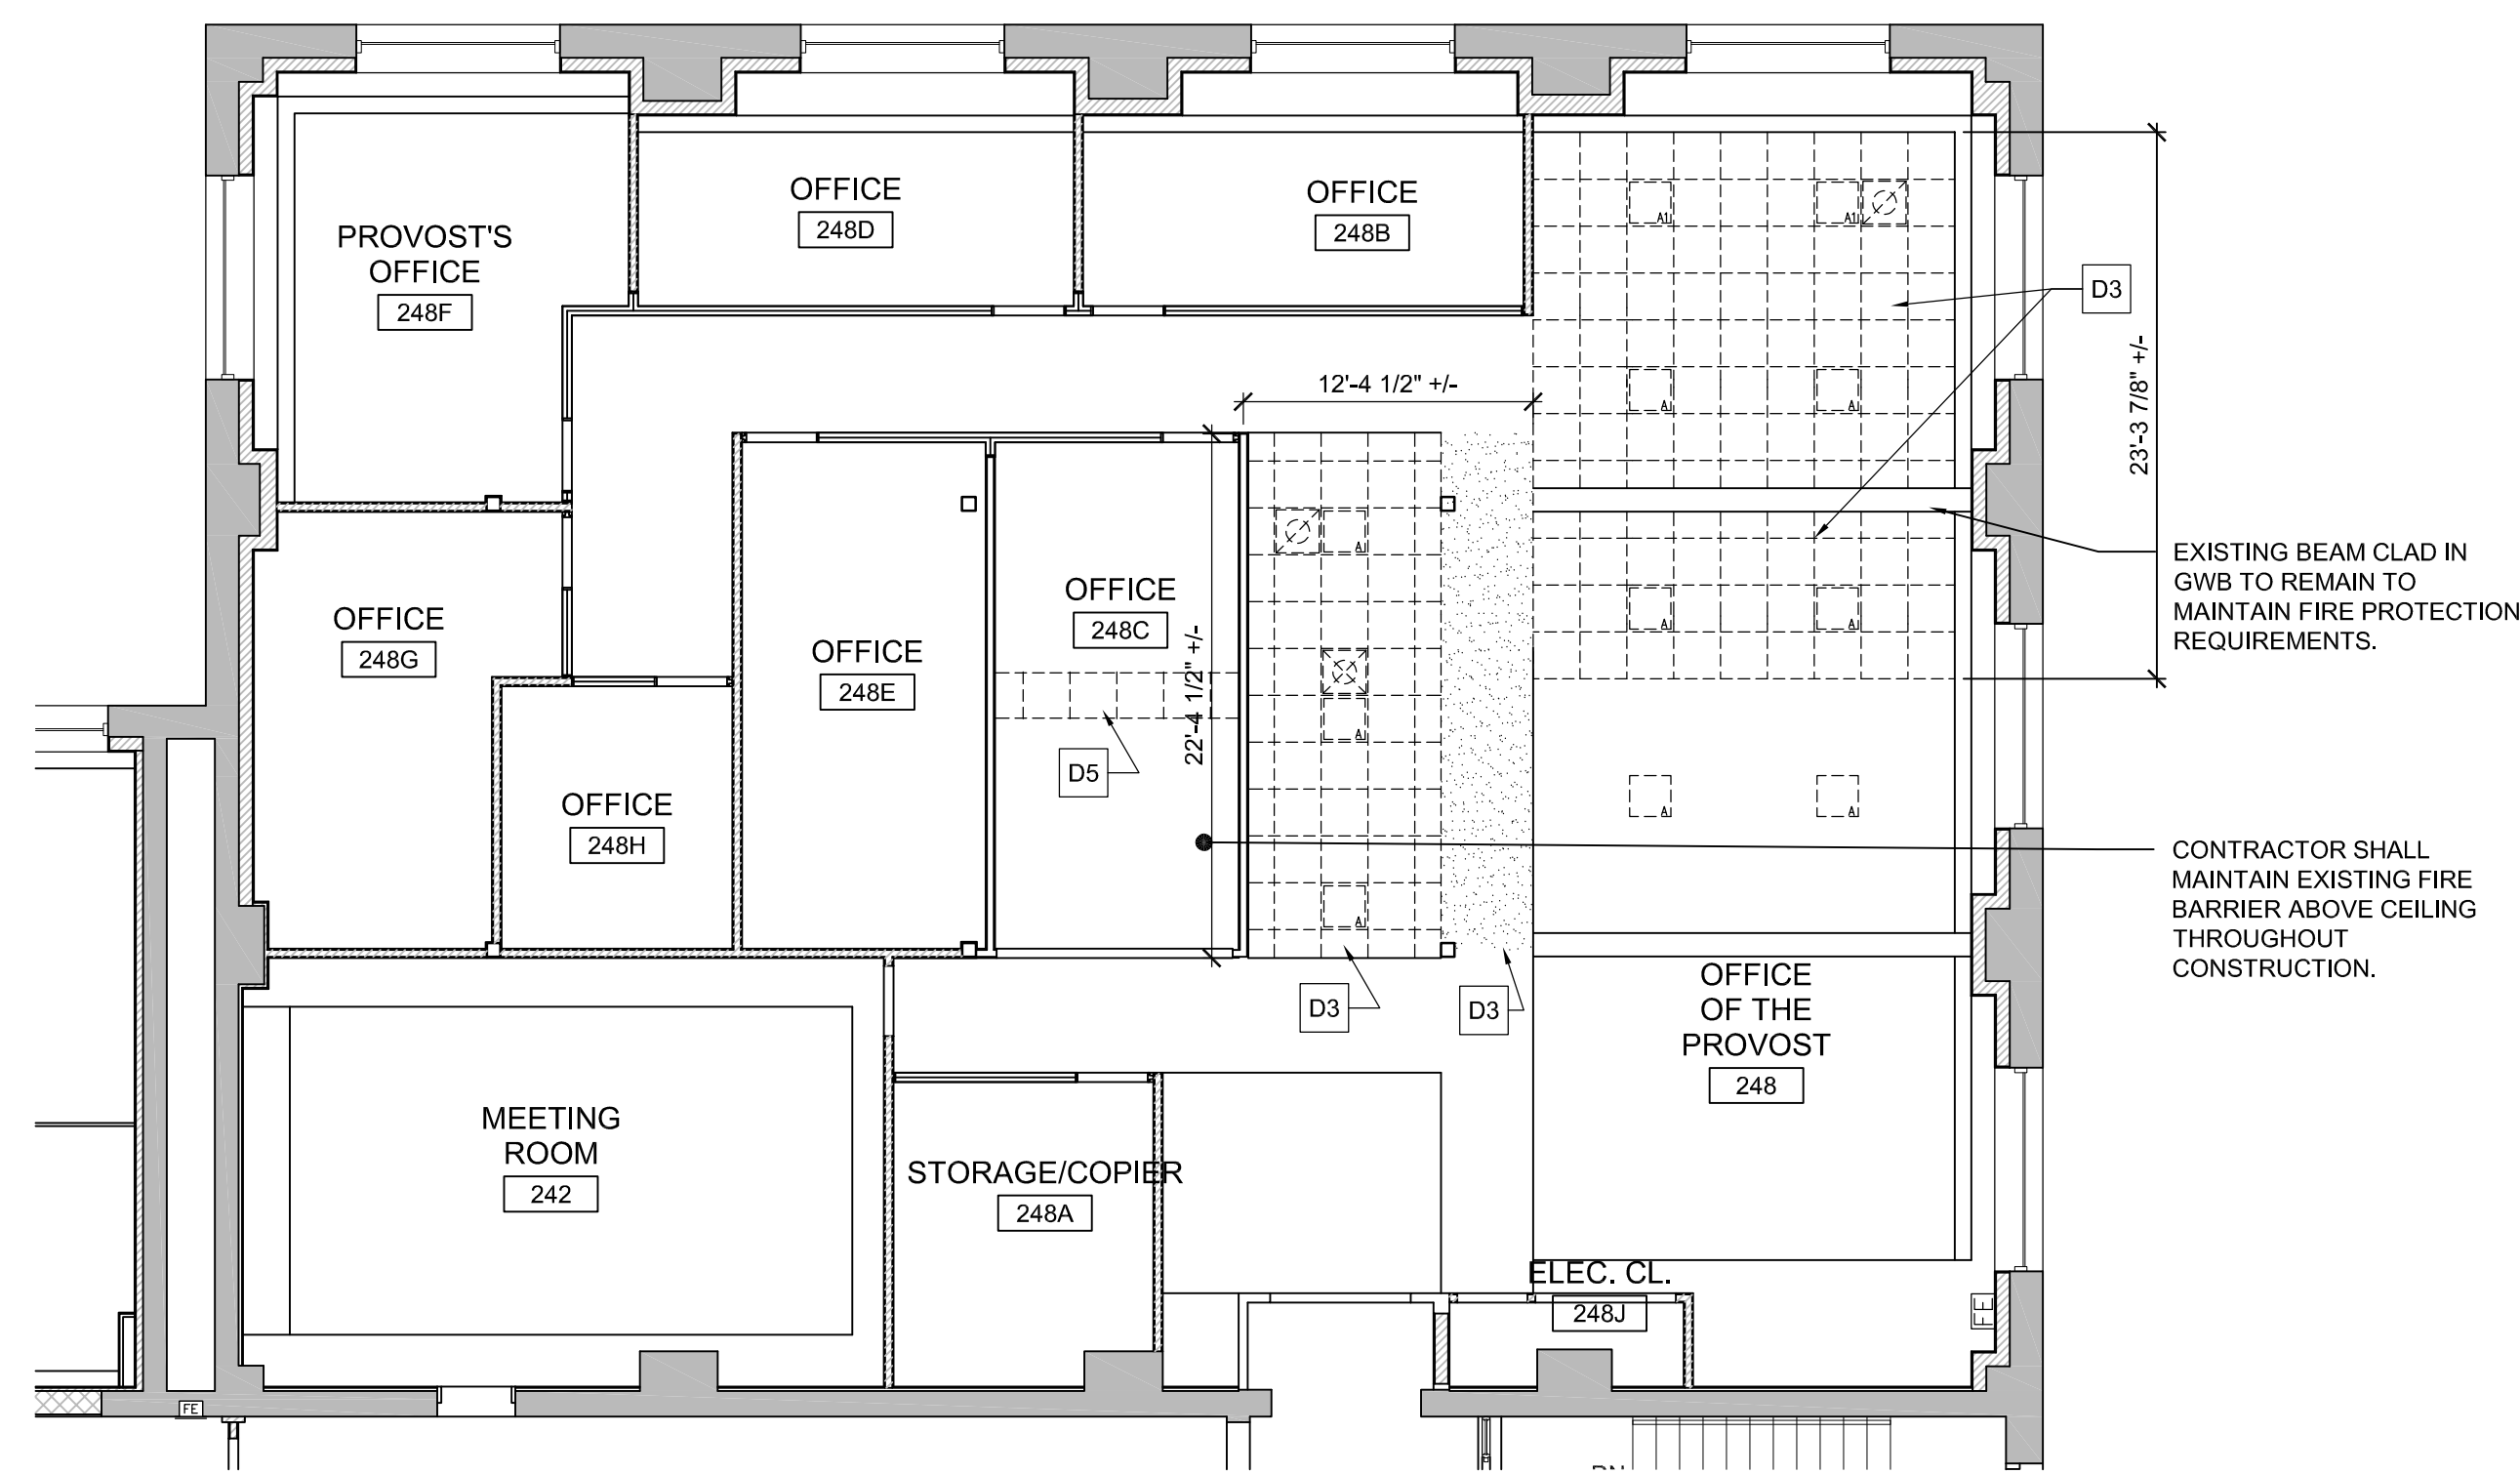 OFFICE
248D
OFFICE
248B
PROVOST'S
OFFICE
248F
A1
A1
D3
12'-4 1/2" +/-
23'-3 7/8" +/-
A
A
EXISTING BEAM CLAD IN
GWB TO REMAIN TO
MAINTAIN FIRE PROTECTION
REQUIREMENTS.
A
OFFICE
248C
OFFICE
248G
A
A
OFFICE
248E
22'-4 1/2" +/-
A
D5
OFFICE
248H
A
A
CONTRACTOR SHALL
MAINTAIN EXISTING FIRE
BARRIER ABOVE CEILING
THROUGHOUT
CONSTRUCTION.
A
D3
D3
OFFICE
OF THE
PROVOST
248
MEETING
ROOM
242
STORAGE/COPIER
248A
ELEC. CL.
248J
FE
FE